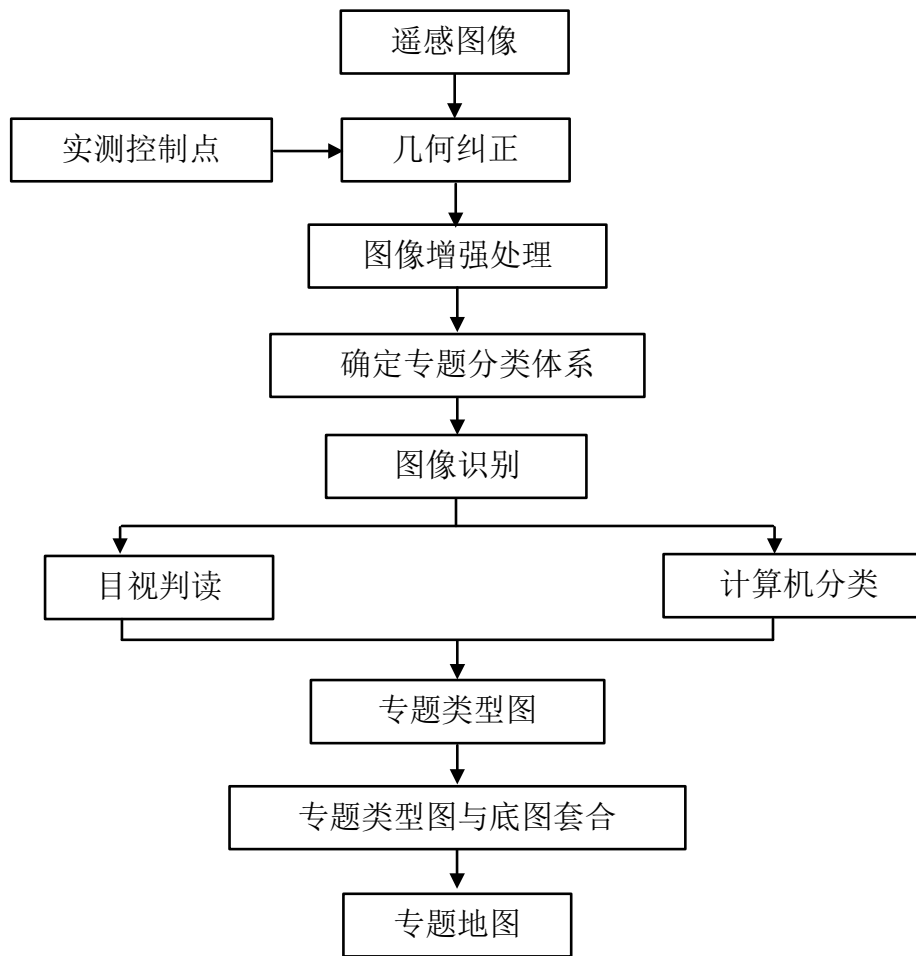 遥感图像
实测控制点
几何纠正
图像增强处理
确定专题分类体系
图像识别
目视判读
计算机分类
专题类型图
专题类型图与底图套合
专题地图